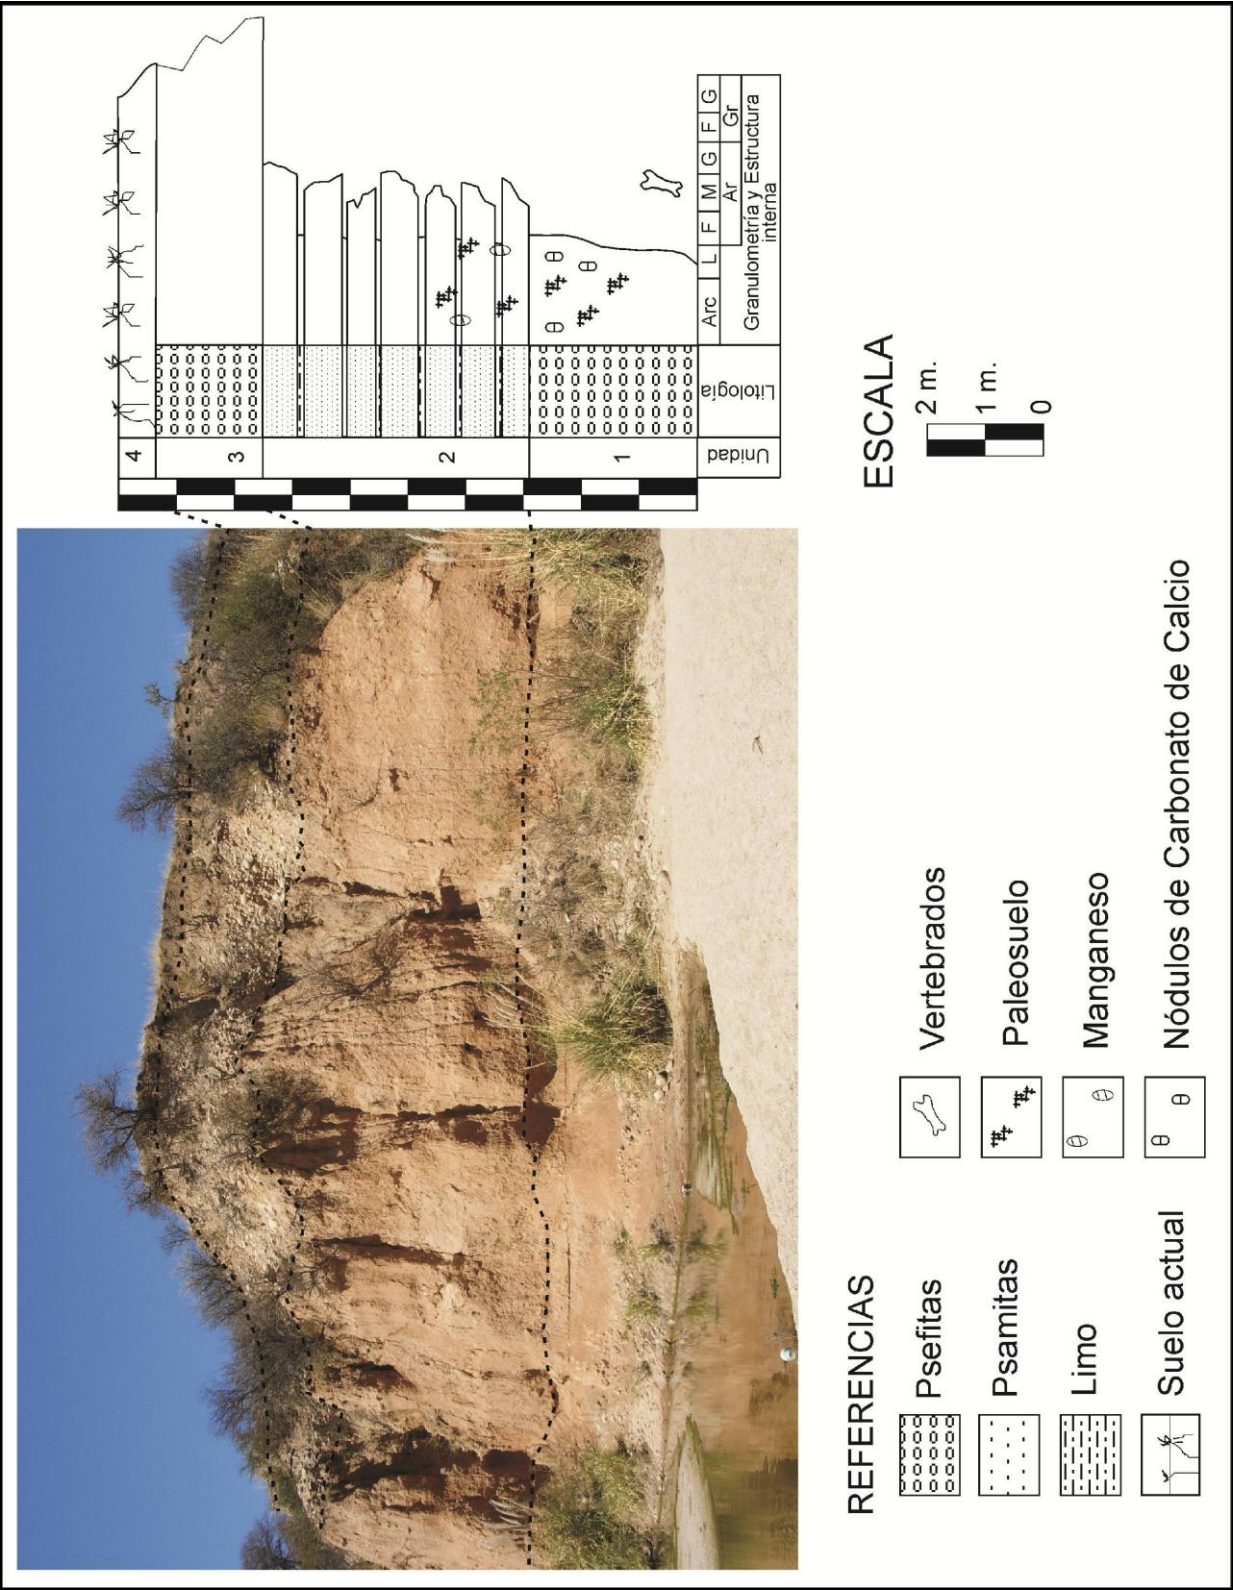 4
3
2
1
Unidad
Litología
Arc
L
F
M
G
F
G
Ar
Gr
Granulometría y Estructura
interna
ESCALA
2 m.
1 m.
0
REFERENCIAS
Psefitas
Psamitas
Limo
Suelo actual
Vertebrados
Paleosuelo
Manganeso
Nódulos de Carbonato de Calcio